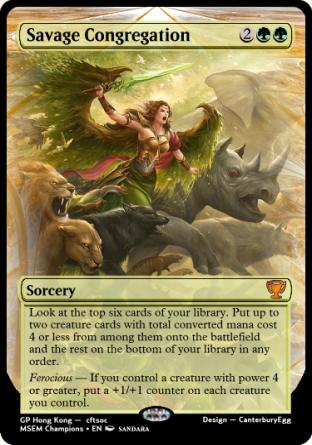 Savage Congregation 2
Sorcery
Look at the top six cards of your library. Put up to
two creature cards with total converted mana cost
4 or less from among them onto the battlefield
and the rest on the bottom of your library in any
order.
Ferocious — If you control a creature with power 4
or greater, put a +1/+1 counter on each creature
you control.
GP Hong Kong — cftsoc
Design — CanterburyEgg
MSEM Champions • EN SANDARA